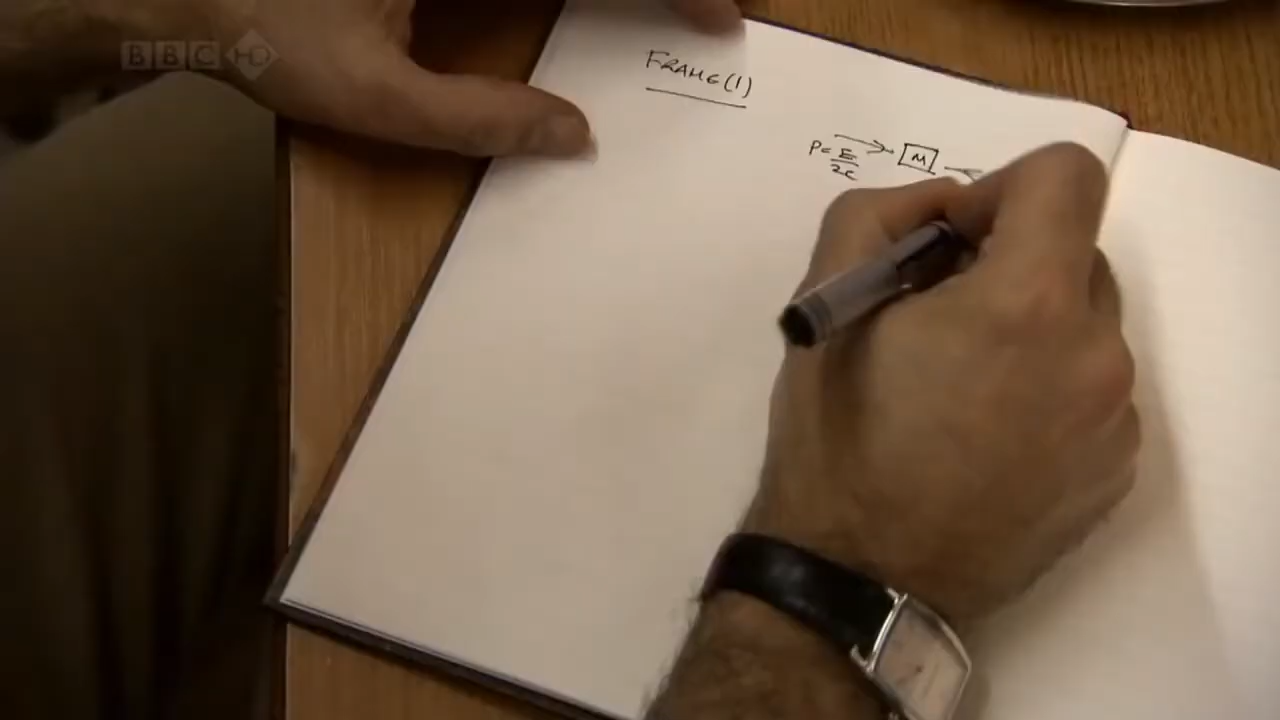 BBC HD
FRAME(1)
P= E/2C → M ←